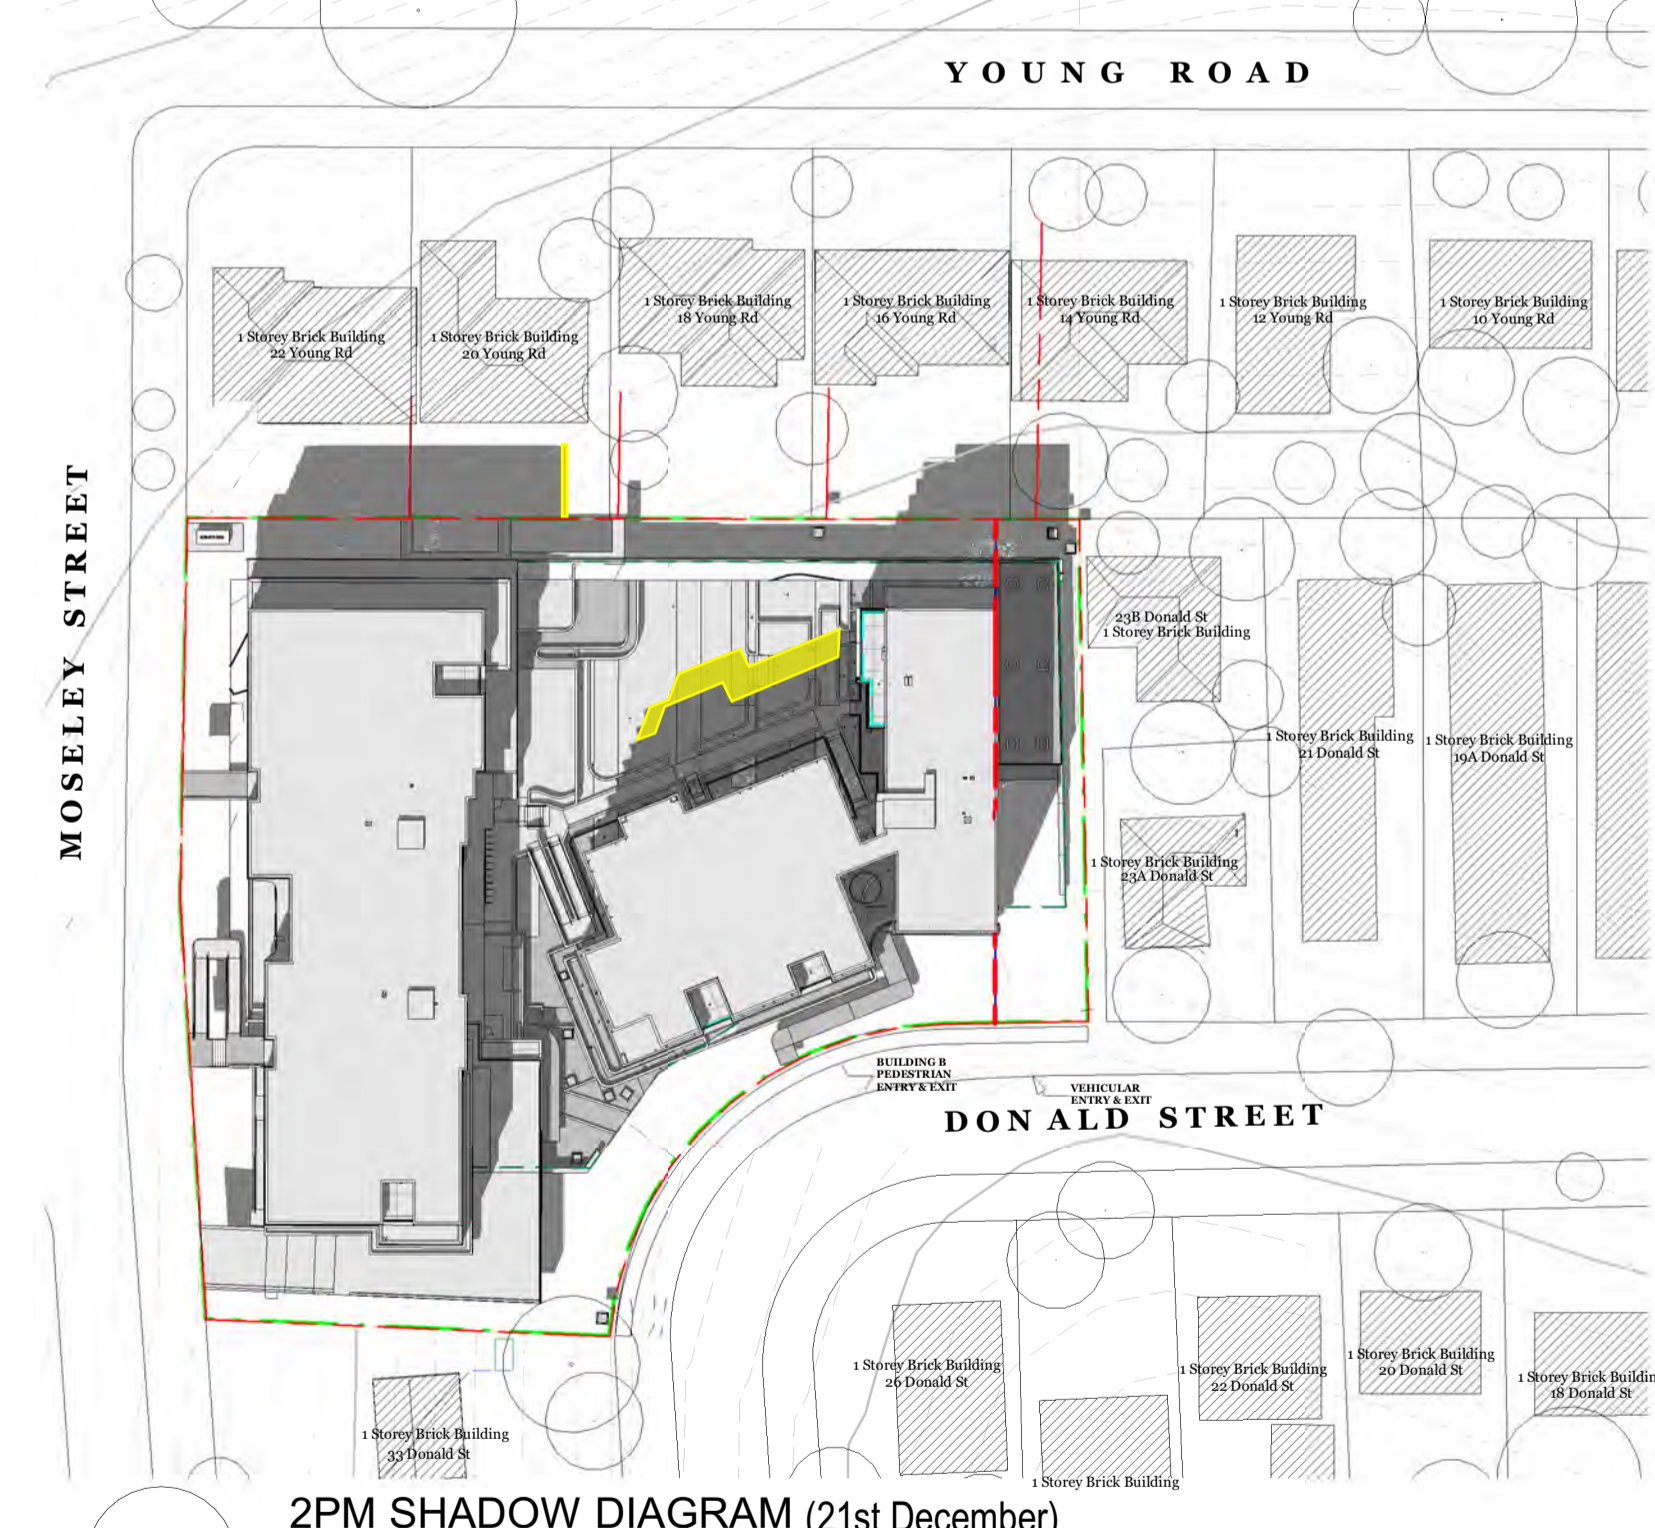 YOUNG ROAD
1 Storey Brick Building
22 Young Rd
1 Storey Brick Building
20 Young Rd
1 Storey Brick Building
18 Young Rd
1 Storey Brick Building
16 Young Rd
1 Storey Brick Building
14 Young Rd
1 Storey Brick Building
12 Young Rd
1 Storey Brick Building
10 Young Rd
MOSELEY STREET
23B Donald St
1 Storey Brick Building
1 Storey Brick Building
21 Donald St
1 Storey Brick Building
19A Donald St
1 Storey Brick Building
23A Donald St
BUILDING B
PEDESTRIAN
ENTRY & EXIT
VEHICULAR
ENTRY & EXIT
DONALD STREET
1 Storey Brick Building
26 Donald St
1 Storey Brick Building
22 Donald St
1 Storey Brick Building
20 Donald St
1 Storey Brick Buildin
18 Donald St
1 Storey Brick Building
33 Donald St
1 Storey Brick Building
2PM SHADOW DIAGRAM (21st December)